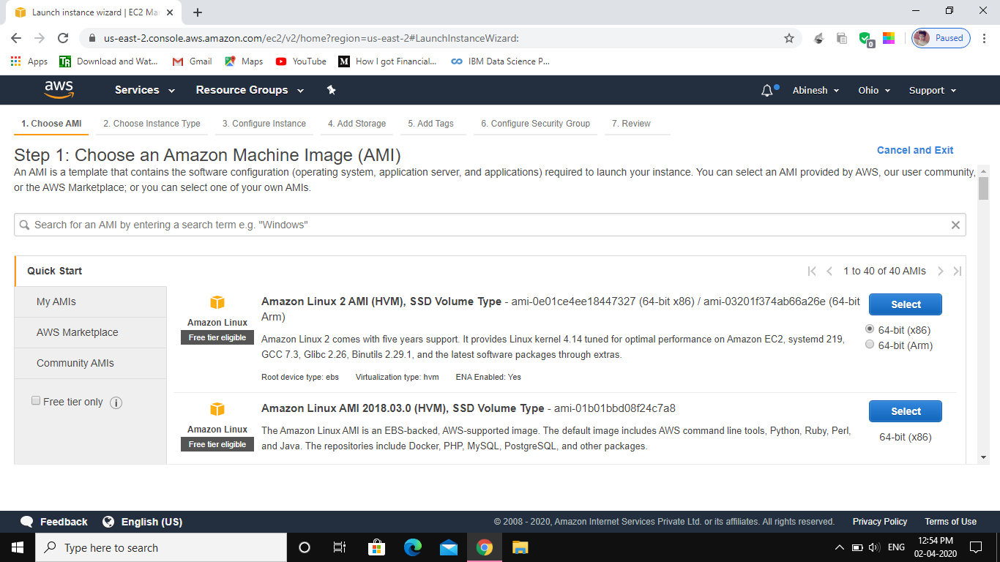 Launch instance wizard | EC2 Ma
us-east-2.console.aws.amazon.com/ec2/v2/home?region=us-east-2#LaunchInstanceWizard:
0
Paused
Apps
TR
Download and Wat...
Gmail
Maps
YouTube
M
How I got Financial...
IBM Data Science P...
aws
Services
Resource Groups
Abinesh
Ohio
Support
1. Choose AMI
2. Choose Instance Type
3. Configure Instance
4. Add Storage
5. Add Tags
6. Configure Security Group
7. Review
Step 1: Choose an Amazon Machine Image (AMI)
Cancel and Exit
An AMI is a template that contains the software configuration (operating system, application server, and applications) required to launch your instance. You can select an AMI provided by AWS, our user community,
or the AWS Marketplace; or you can select one of your own AMIs.
Search for an AMI by entering a search term e.g. "Windows"
Quick Start
1 to 40 of 40 AMIs
My AMIs
AWS Marketplace
Community AMIs
Free tier only
i
Amazon Linux
Free tier eligible
Amazon Linux 2 AMI (HVM), SSD Volume Type - ami-0e01ce4ee18447327 (64-bit x86) / ami-03201f374ab66a26e (64-bit
Arm)
Amazon Linux 2 comes with five years support. It provides Linux kernel 4.14 tuned for optimal performance on Amazon EC2, systemd 219,
GCC 7.3, Glibc 2.26, Binutils 2.29.1, and the latest software packages through extras.
Root device type: ebs
Virtualization type: hvm
ENA Enabled: Yes
Select
64-bit (x86)
64-bit (Arm)
Amazon Linux
Free tier eligible
Amazon Linux AMI 2018.03.0 (HVM), SSD Volume Type - ami-01b01bbd08f24c7a8
The Amazon Linux AMI is an EBS-backed, AWS-supported image. The default image includes AWS command line tools, Python, Ruby, Perl,
and Java. The repositories include Docker, PHP, MySQL, PostgreSQL, and other packages.
Select
64-bit (x86)
Feedback
English (US)
© 2008 - 2020, Amazon Internet Services Private Ltd. or its affiliates. All rights reserved.
Privacy Policy
Terms of Use
Type here to search
ENG
12:54 PM
02-04-2020